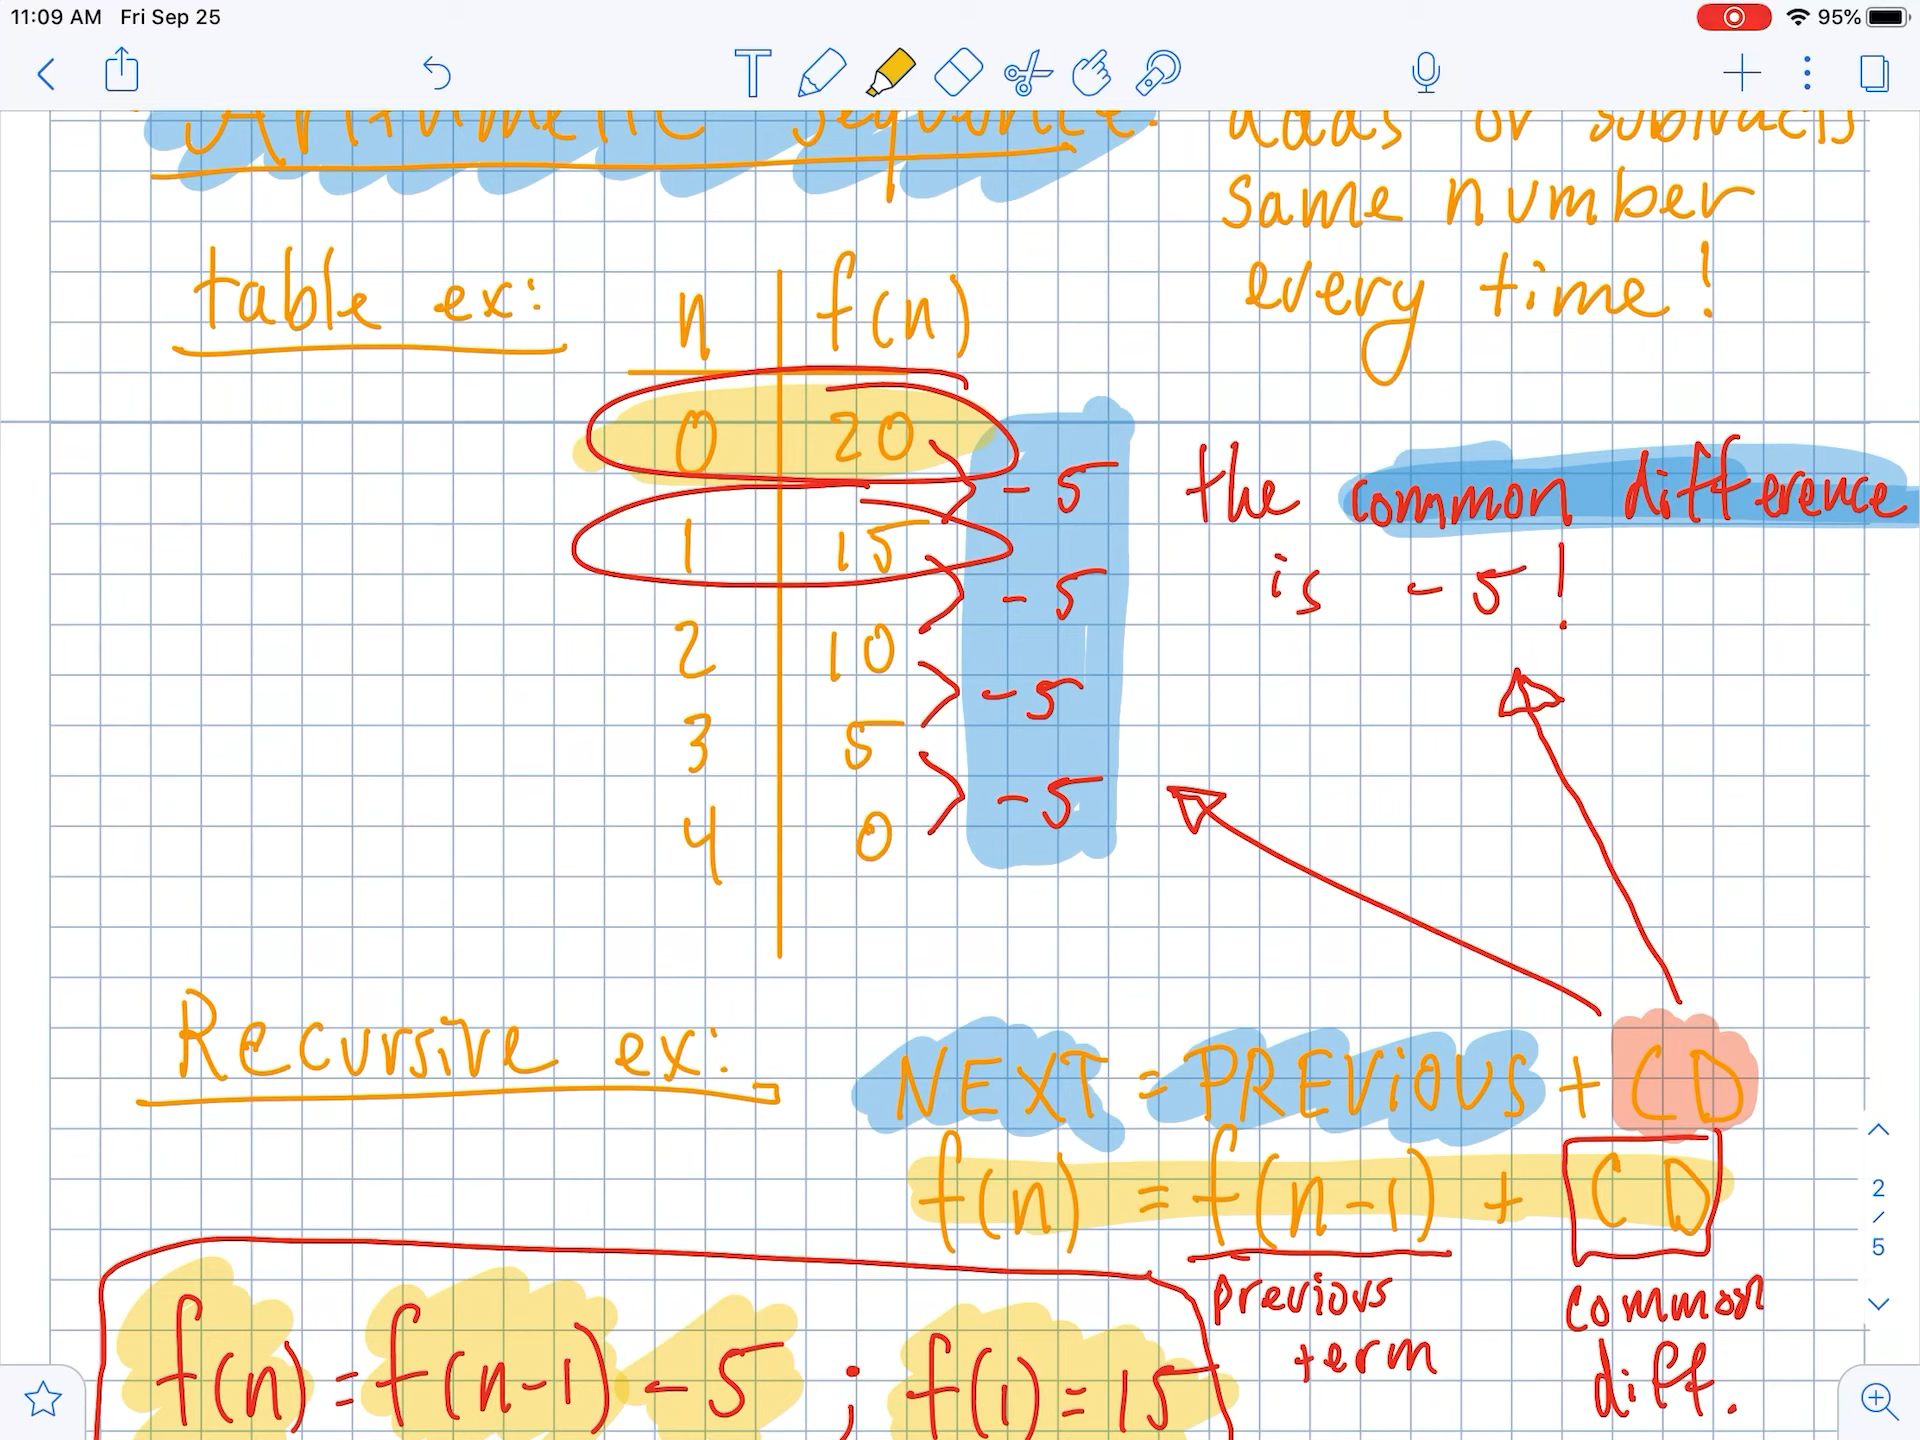 11:09 AM Fri Sep 25
95%
Arithmetic Sequence: adds or subtracts
same number
every time!
table ex:
n f(n)
0 20
- 5
1 15
- 5
2 10
- 5
3 5
- 5
4 0
the common difference
is - 5!
Recursive ex:
NEXT = PREViOUS + CD
f(n) = f(n-1) + CD
previous
term
common
diff.
f(n) = f(n-1) - 5 ; f(1) = 15
2
/
5